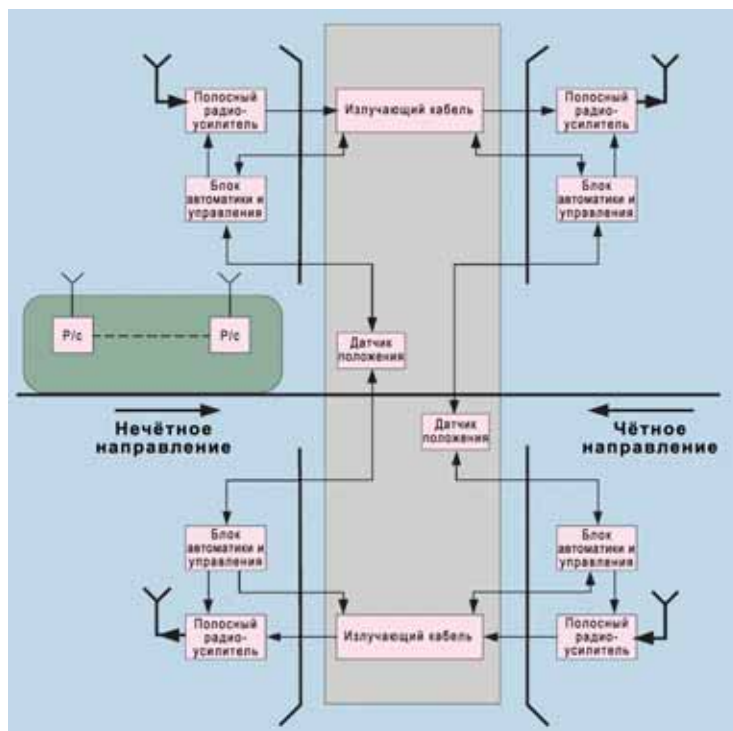 Полосный
радио-
усилитель
Излучающий кабель
Полосный
радио-
усилитель
Блок
автоматики и
управления
Блок
автоматики и
управления
Р/с
Р/с
Датчик
положения
Нечётное
направление
Датчик
положения
Чётное
направление
Блок
автоматики и
управления
Блок
автоматики и
управления
Полосный
радио-
усилитель
Излучающий кабель
Полосный
радио-
усилитель